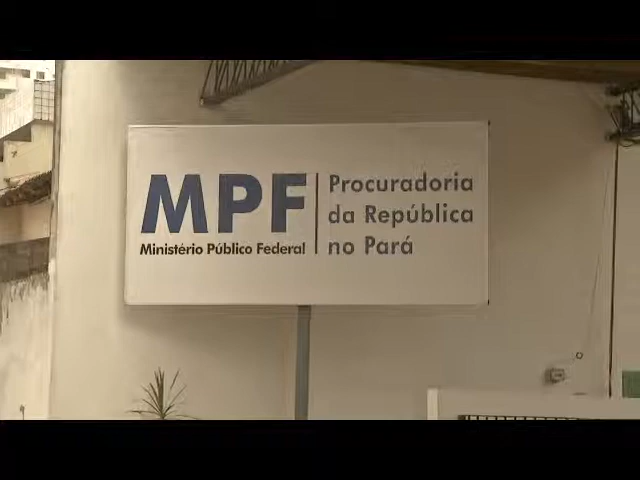 MPF
Ministério Público Federal
Procuradoria
da República
no Pará